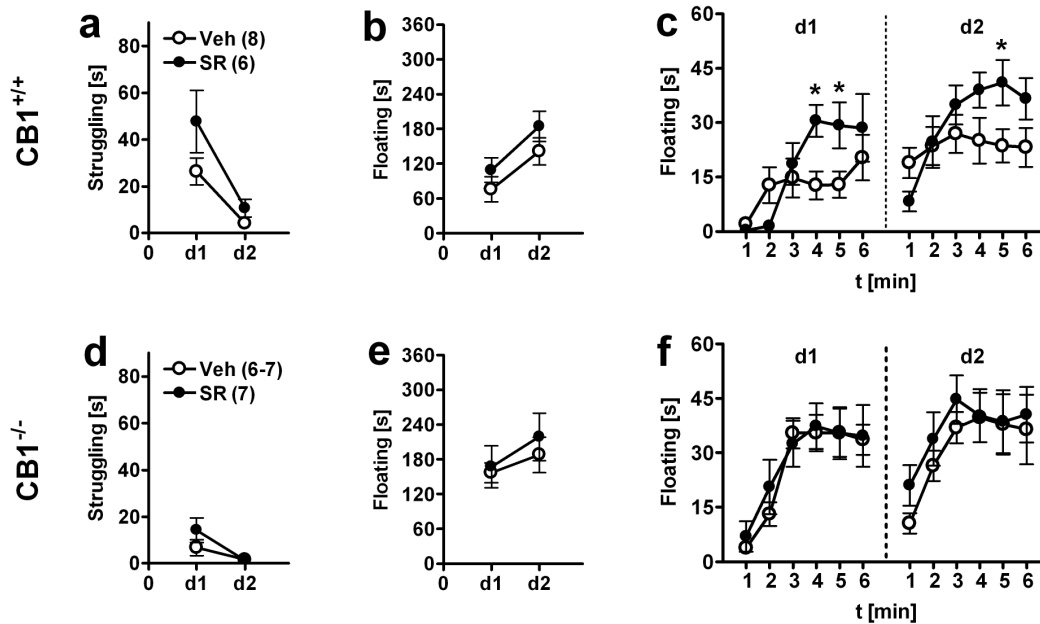 CB1+/+
a
Struggling [s]
80
60
40
20
0
0 d1 d2
Veh (8)
SR (6)
b
Floating [s]
360
300
240
180
120
60
0 d1 d2
c
Floating [s]
60
45
30
15
0
d1 d2
* * *
1 2 3 4 5 6 1 2 3 4 5 6
t [min]
CB1-/-
d
Struggling [s]
80
60
40
20
0
0 d1 d2
Veh (6-7)
SR (7)
e
Floating [s]
360
300
240
180
120
60
0 d1 d2
f
Floating [s]
60
45
30
15
0
d1 d2
1 2 3 4 5 6 1 2 3 4 5 6
t [min]